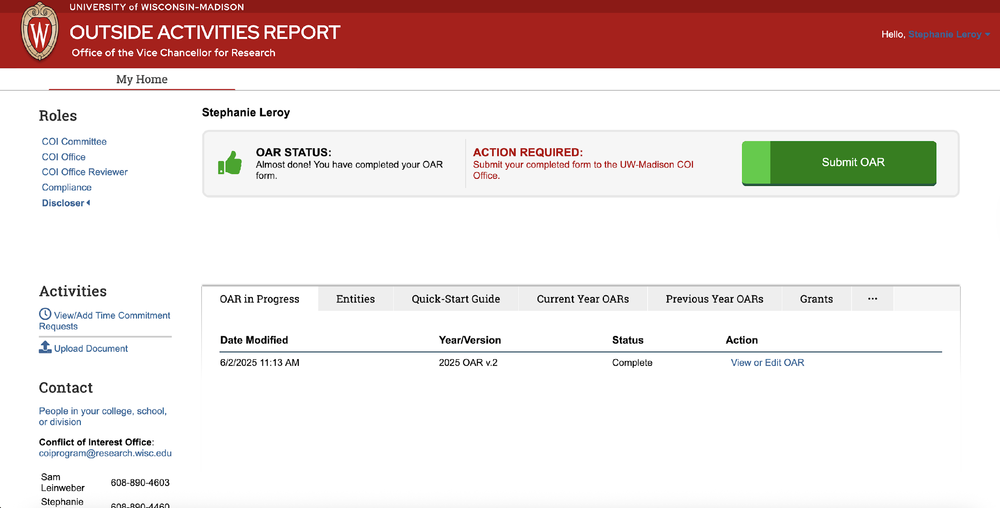 UNIVERSITY of WISCONSIN-MADISON
W
OUTSIDE ACTIVITIES REPORT
Office of the Vice Chancellor for Research
Hello, Stephanie Leroy
My Home
Roles
COI Committee
COI Office
COI Office Reviewer
Compliance
Discloser
Stephanie Leroy
OAR STATUS:
Almost done! You have completed your OAR
form.
ACTION REQUIRED:
Submit your completed form to the UW-Madison COI
Office.
Submit OAR
Activities
View/Add Time Commitment
Requests
Upload Document
Contact
People in your college, school,
or division
Conflict of Interest Office:
coiprogram@research.wisc.edu
Sam
Leinweber
608-890-4603
Stephanie
608-890-4460
OAR in Progress
Entities
Quick-Start Guide
Current Year OARs
Previous Year OARs
Grants
...
Date Modified
Year/Version
Status
Action
6/2/2025 11:13 AM
2025 OAR v.2
Complete
View or Edit OAR